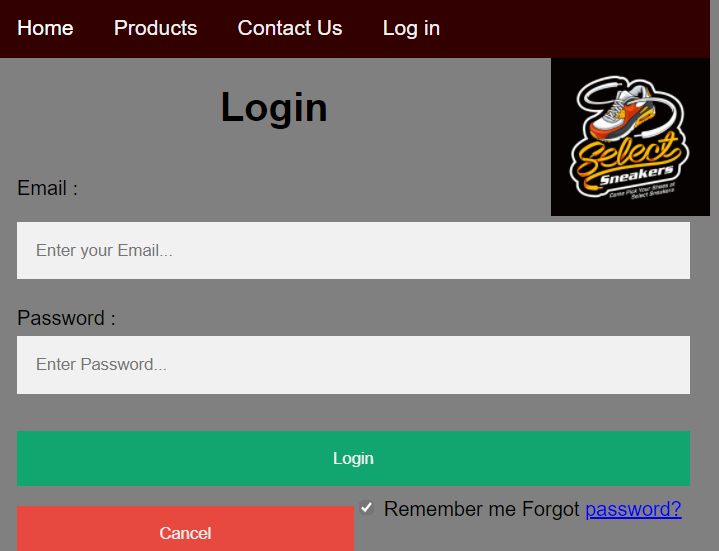 Home Products Contact Us Log in
Login
Select
Sneakers
Come Pick Your Shoes at
Select Sneakers
Email :
Enter your Email...
Password :
Enter Password...
Login
Remember me Forgot password?
Cancel